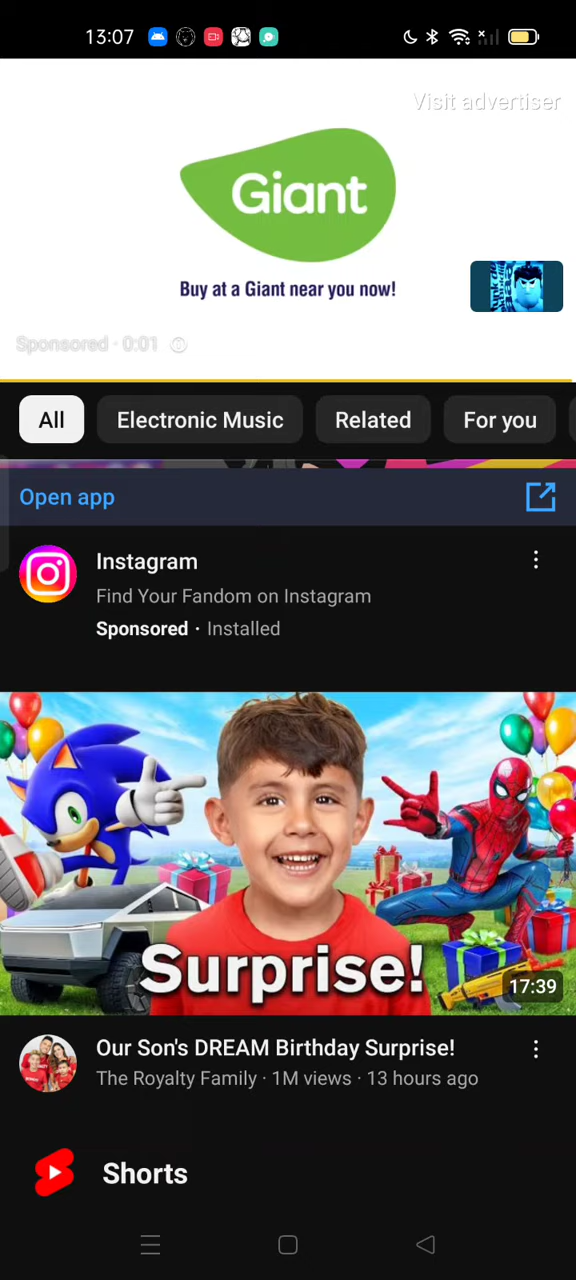 13:07
Visit advertiser
Giant
Buy at a Giant near you now!
Sponsored · 0:01
All
Electronic Music
Related
For you
Open app
Instagram
Find Your Fandom on Instagram
Sponsored · Installed
Surprise!
17:39
Our Son's DREAM Birthday Surprise!
The Royalty Family · 1M views · 13 hours ago
Shorts